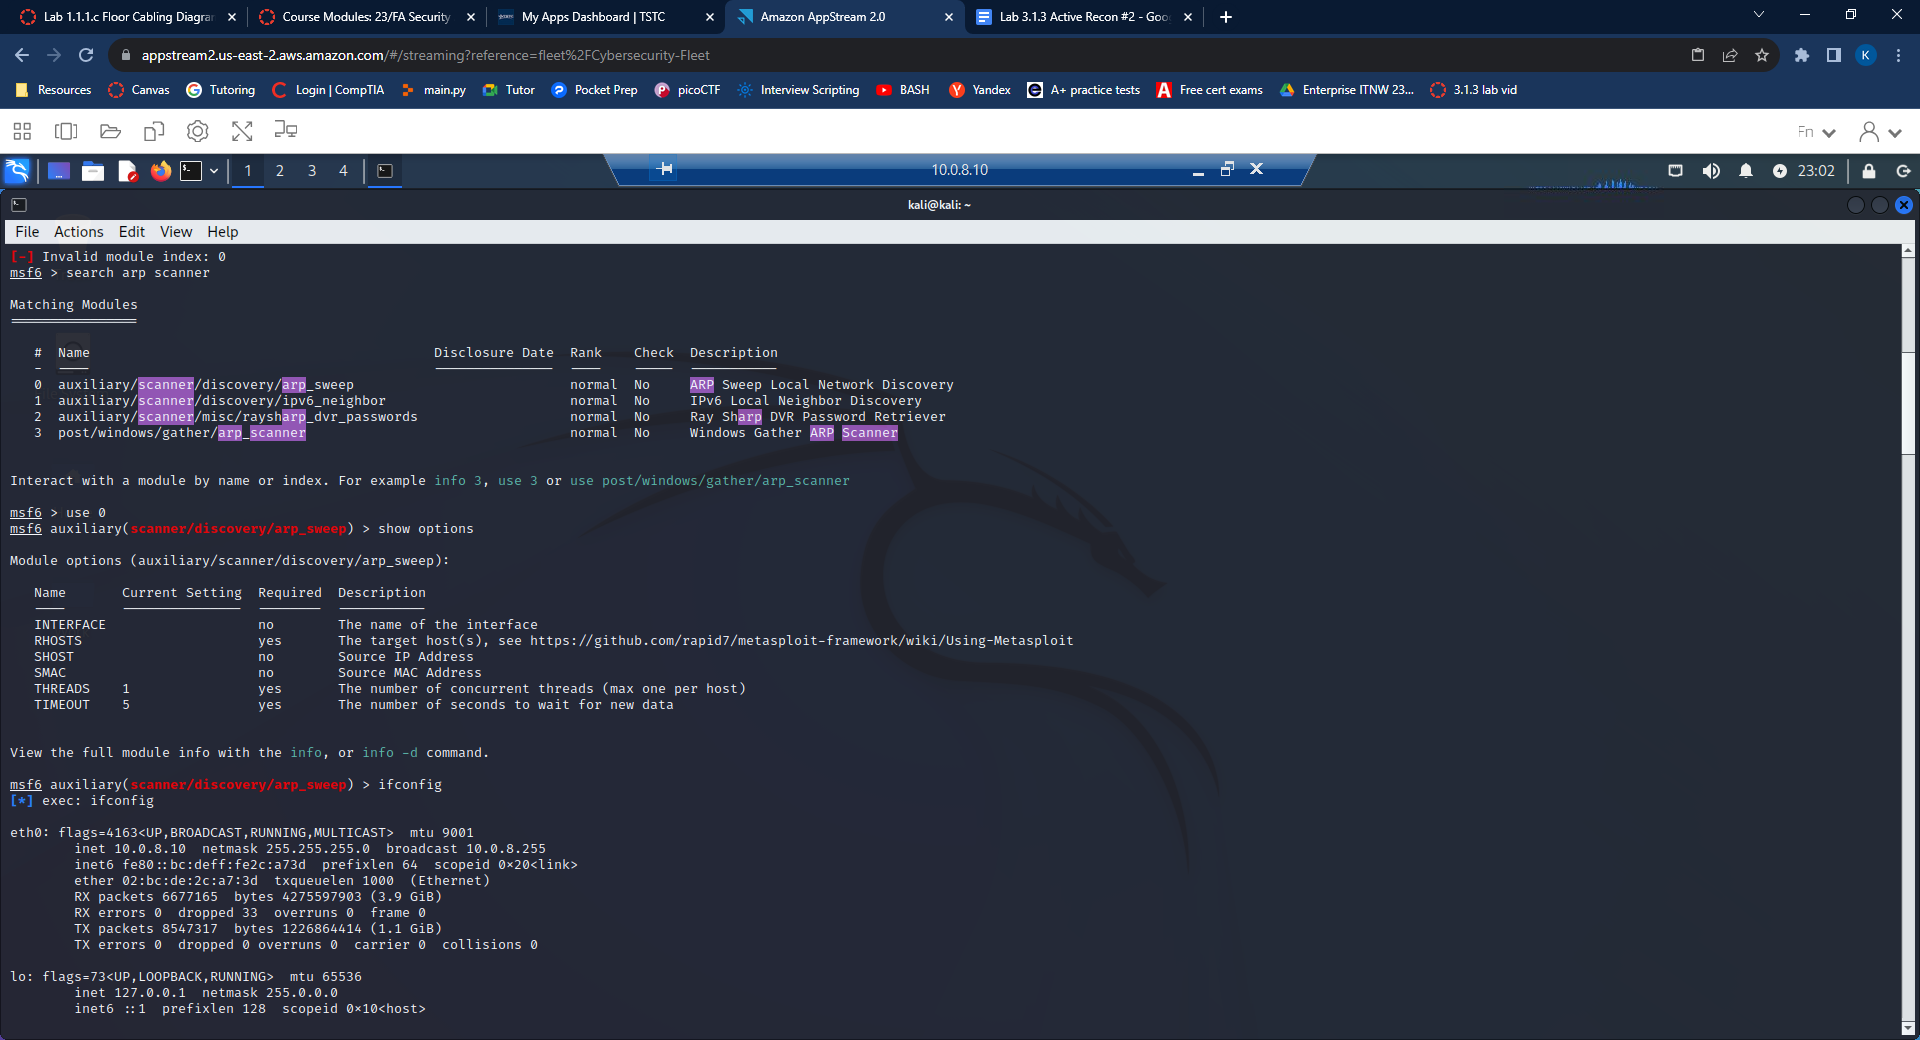 Lab 1.1.1.c Floor Cabling Diagra
Course Modules: 23/FA Security
My Apps Dashboard | TSTC
Amazon AppStream 2.0
Lab 3.1.3 Active Recon #2 - Goo
appstream2.us-east-2.aws.amazon.com/#/streaming?reference=fleet%2FCybersecurity-Fleet
K
Resources
Canvas
Tutoring
Login | CompTIA
main.py
Tutor
Pocket Prep
picoCTF
Interview Scripting
BASH
Yandex
A+ practice tests
Free cert exams
Enterprise ITNW 23...
3.1.3 lab vid
Fn
1 2 3 4
10.0.8.10
23:02
kali@kali: ~
File Actions Edit View Help
[-] Invalid module index: 0
msf6 > search arp scanner
Matching Modules
================
# Name Disclosure Date Rank Check Description
- ---- --------------- ---- ----- -----------
0 auxiliary/scanner/discovery/arp_sweep normal No ARP Sweep Local Network Discovery
1 auxiliary/scanner/discovery/ipv6_neighbor normal No IPv6 Local Neighbor Discovery
2 auxiliary/scanner/misc/raysharp_dvr_passwords normal No Ray Sharp DVR Password Retriever
3 post/windows/gather/arp_scanner normal No Windows Gather ARP Scanner
Interact with a module by name or index. For example info 3, use 3 or use post/windows/gather/arp_scanner
msf6 > use 0
msf6 auxiliary(scanner/discovery/arp_sweep) > show options
Module options (auxiliary/scanner/discovery/arp_sweep):
Name Current Setting Required Description
---- --------------- -------- -----------
INTERFACE no The name of the interface
RHOSTS yes The target host(s), see https://github.com/rapid7/metasploit-framework/wiki/Using-Metasploit
SHOST no Source IP Address
SMAC no Source MAC Address
THREADS 1 yes The number of concurrent threads (max one per host)
TIMEOUT 5 yes The number of seconds to wait for new data
View the full module info with the info, or info -d command.
msf6 auxiliary(scanner/discovery/arp_sweep) > ifconfig
[*] exec: ifconfig
eth0: flags=4163<UP,BROADCAST,RUNNING,MULTICAST> mtu 9001
inet 10.0.8.10 netmask 255.255.255.0 broadcast 10.0.8.255
inet6 fe80::bc:deff:fe2c:a73d prefixlen 64 scopeid 0×20<link>
ether 02:bc:de:2c:a7:3d txqueuelen 1000 (Ethernet)
RX packets 6677165 bytes 4275597903 (3.9 GiB)
RX errors 0 dropped 33 overruns 0 frame 0
TX packets 8547317 bytes 1226864414 (1.1 GiB)
TX errors 0 dropped 0 overruns 0 carrier 0 collisions 0
lo: flags=73<UP,LOOPBACK,RUNNING> mtu 65536
inet 127.0.0.1 netmask 255.0.0.0
inet6 ::1 prefixlen 128 scopeid 0×10<host>